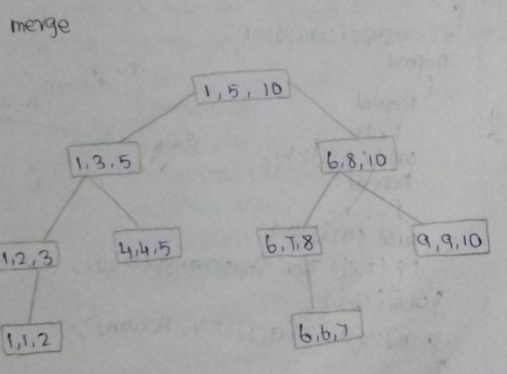 merge
1, 5, 10
1, 3, 5
6, 8, 10
1, 2, 3
4, 4, 5
6, 7, 8
9, 9, 10
1, 1, 2
6, 6, 7